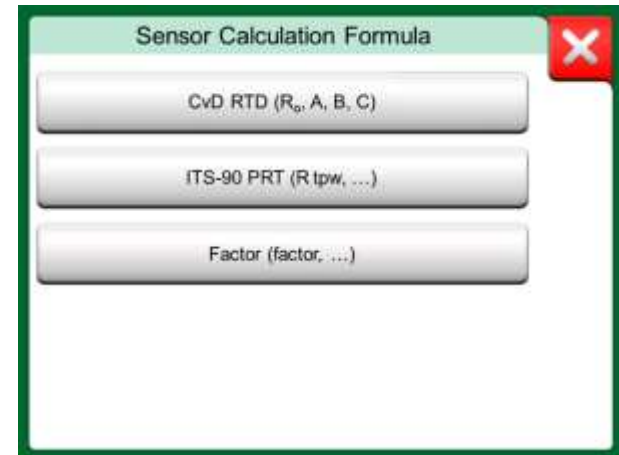 Sensor Calculation Formula
CvD RTD (R₀, A, B, C)
ITS-90 PRT (R tpw, ...)
Factor (factor, ...)